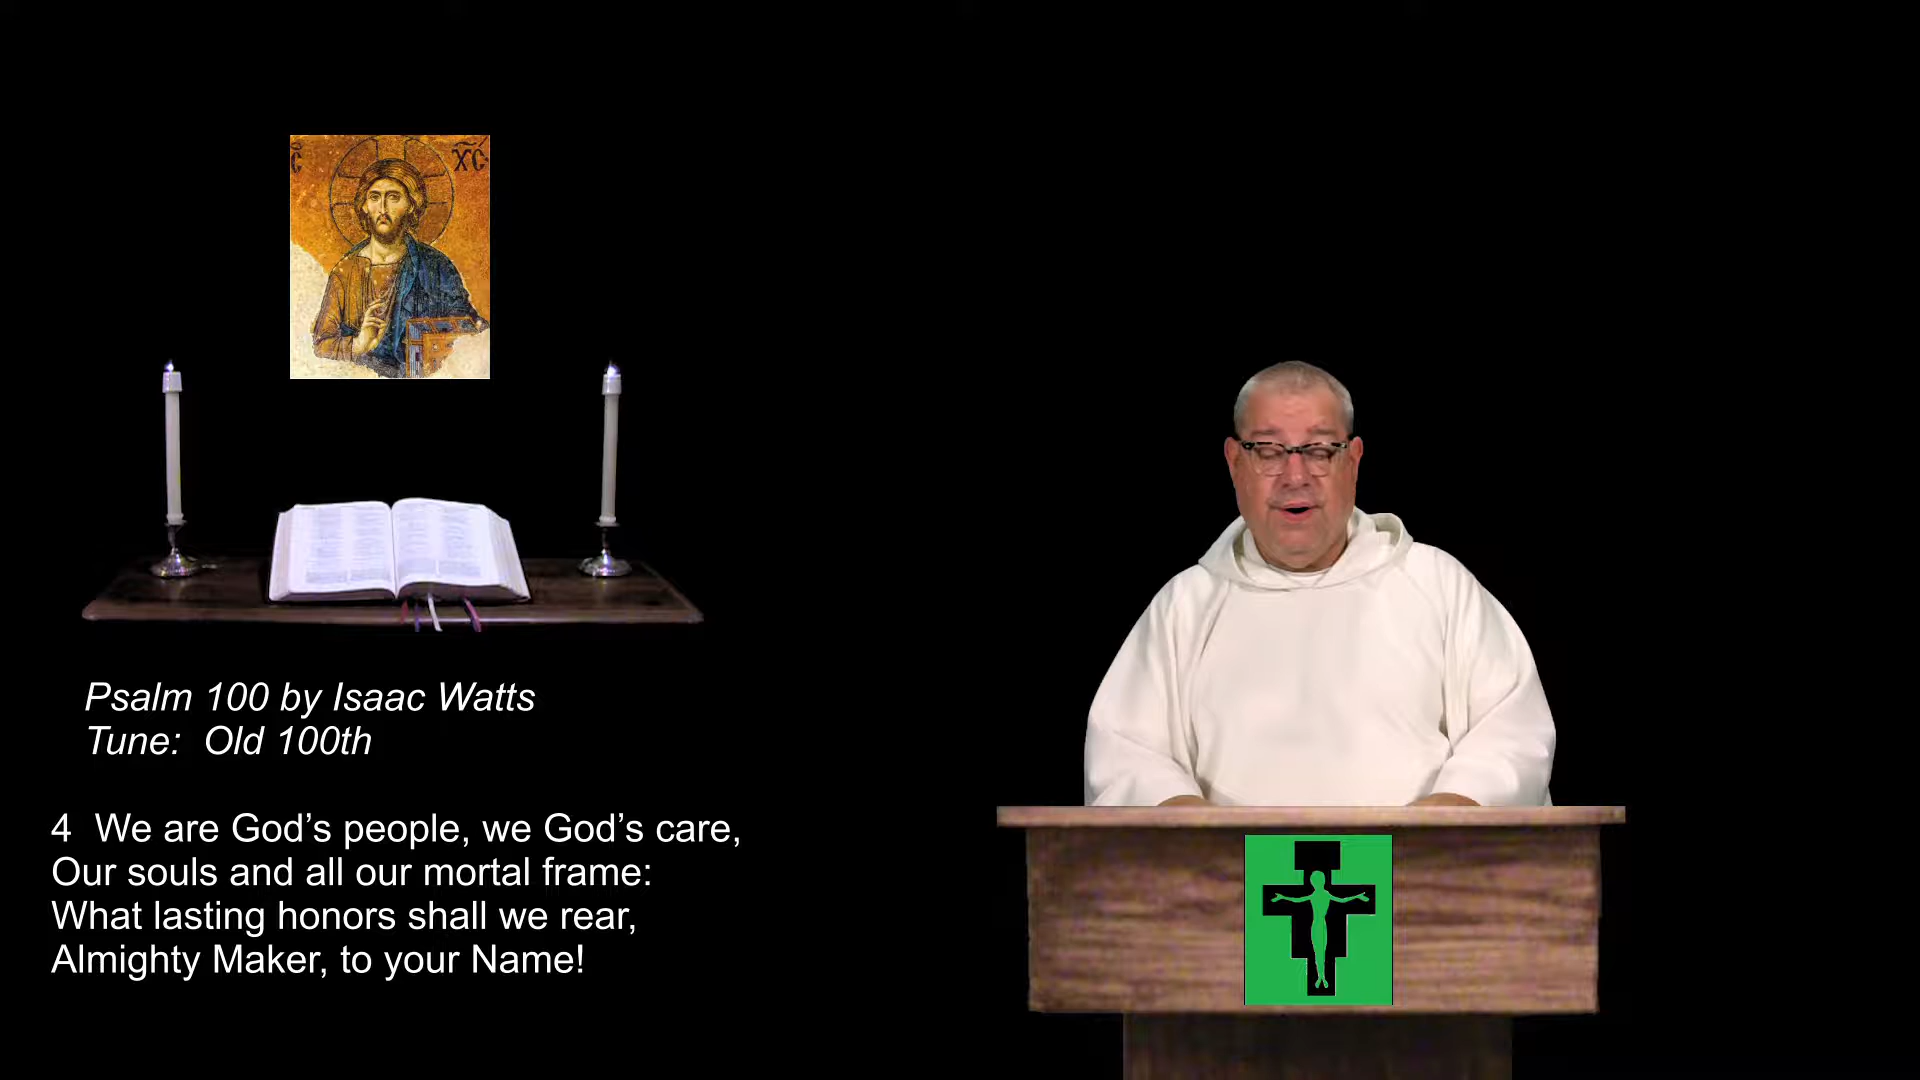 C XC
Psalm 100 by Isaac Watts
Tune: Old 100th
4 We are God’s people, we God’s care,
Our souls and all our mortal frame:
What lasting honors shall we rear,
Almighty Maker, to your Name!